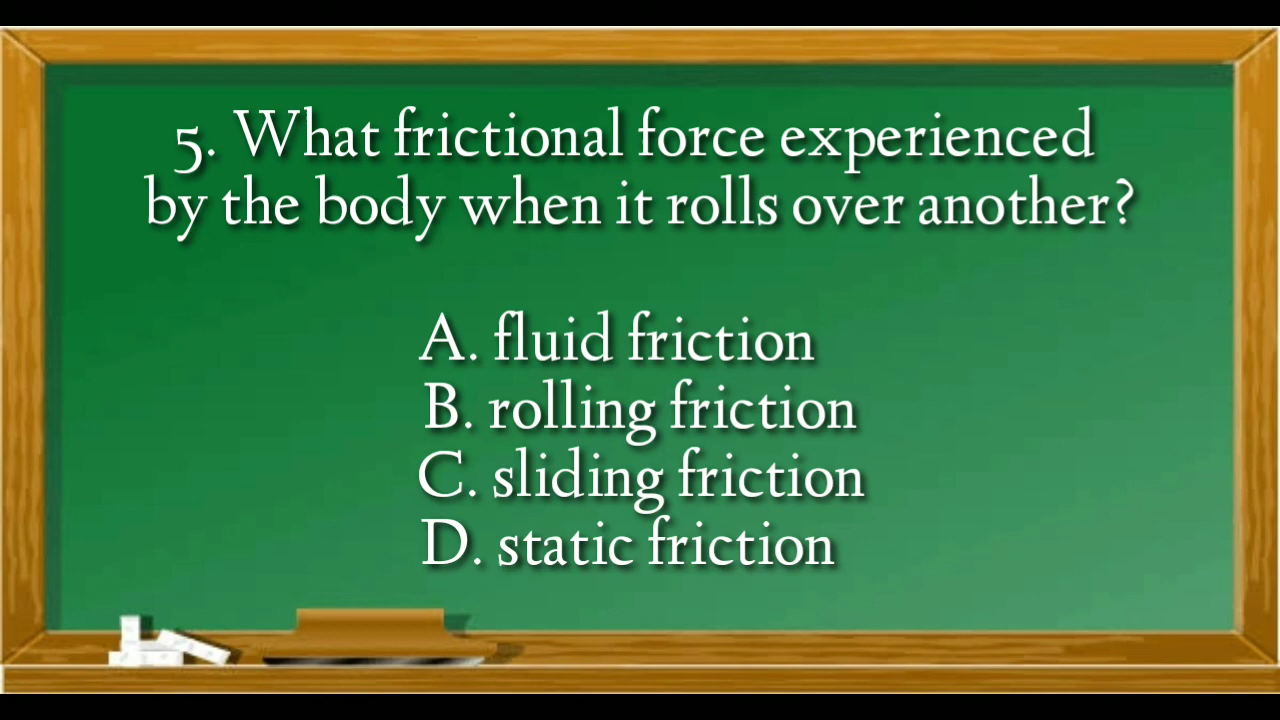 5. What frictional force experienced
by the body when it rolls over another?
A. fluid friction
B. rolling friction
C. sliding friction
D. static friction